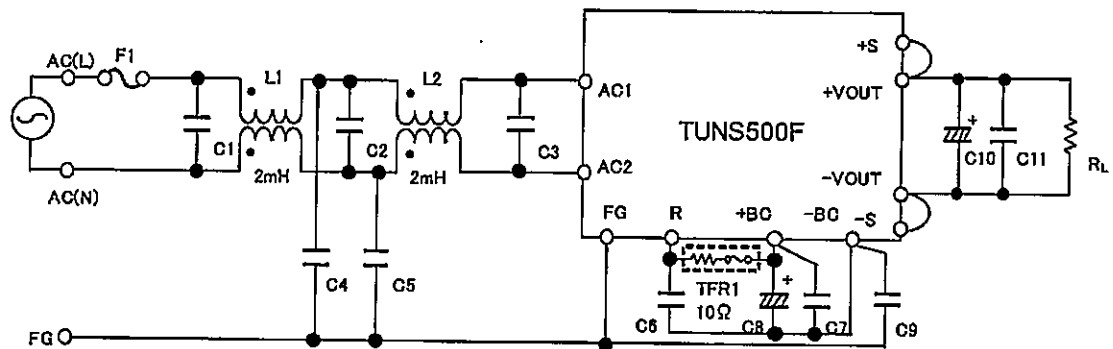 AC(L)
F1
L1
L2
C1
C2
C3
2mH
2mH
AC(N)
AC1
AC2
TUNS500F
+S
+VOUT
-VOUT
-S
FG
R
+BC
-BC
+
C10
C11
RL
C4
C5
TFR1
10Ω
C6
+
C8
C7
C9
FG